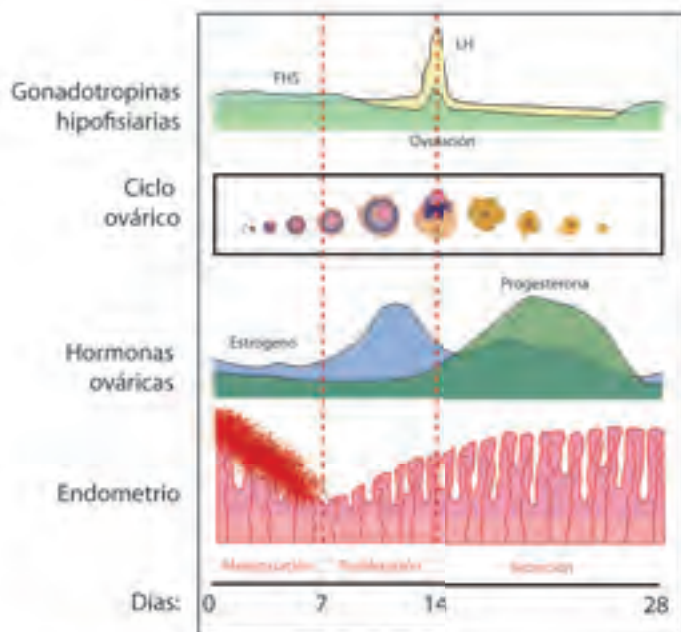 LH
FHS
Gonadotropinas
hipofisiarias
Ovulación
Ciclo
ovárico
Progesterona
Estrogeno
Hormonas
ováricas
Endometrio
Menstruación
Proliferación
Secreción
Días:
0
7
14
28